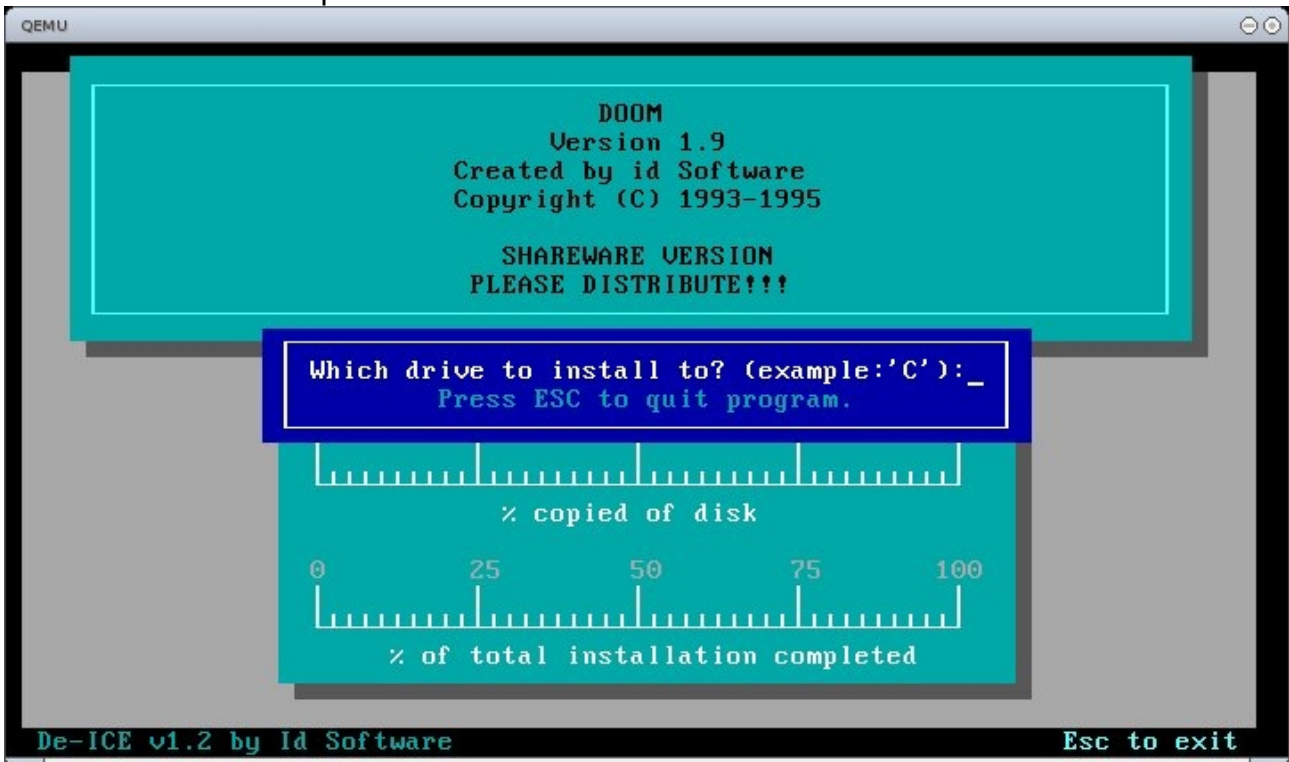 QEMU
DOOM
Version 1.9
Created by id Software
Copyright (C) 1993-1995
SHAREWARE VERSION
PLEASE DISTRIBUTE!!!
Which drive to install to? (example:'C'):_
Press ESC to quit program.
% copied of disk
0 25 50 75 100
% of total installation completed
De-ICE v1.2 by Id Software Esc to exit